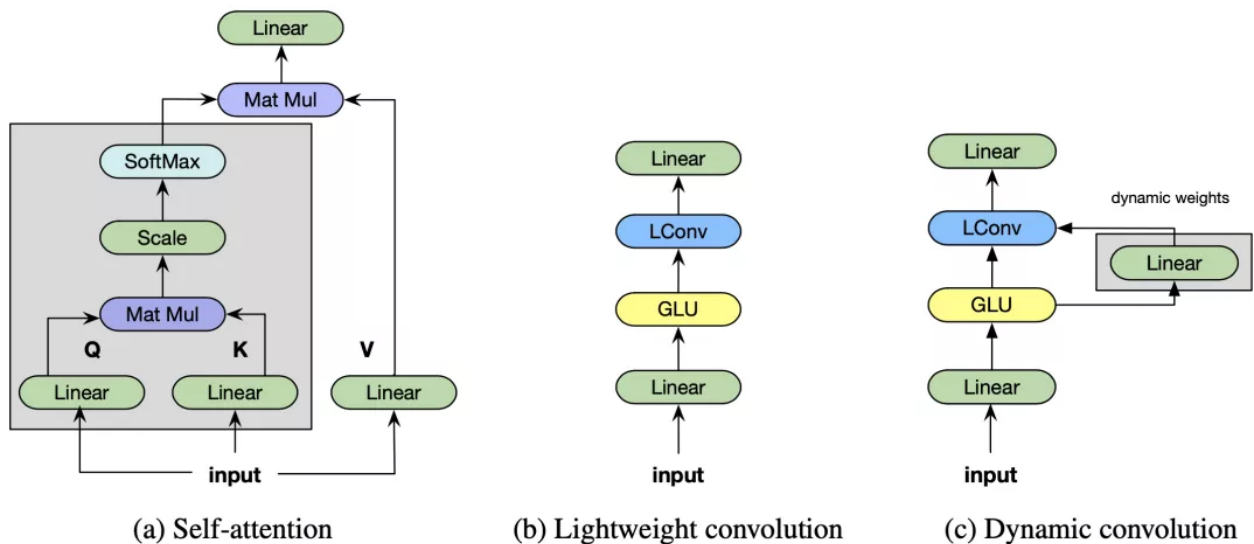 Linear
Mat Mul
SoftMax
Scale
Mat Mul
Q
K
V
Linear
Linear
Linear
input
(a) Self-attention
Linear
LConv
GLU
Linear
input
(b) Lightweight convolution
Linear
dynamic weights
LConv
Linear
GLU
Linear
input
(c) Dynamic convolution